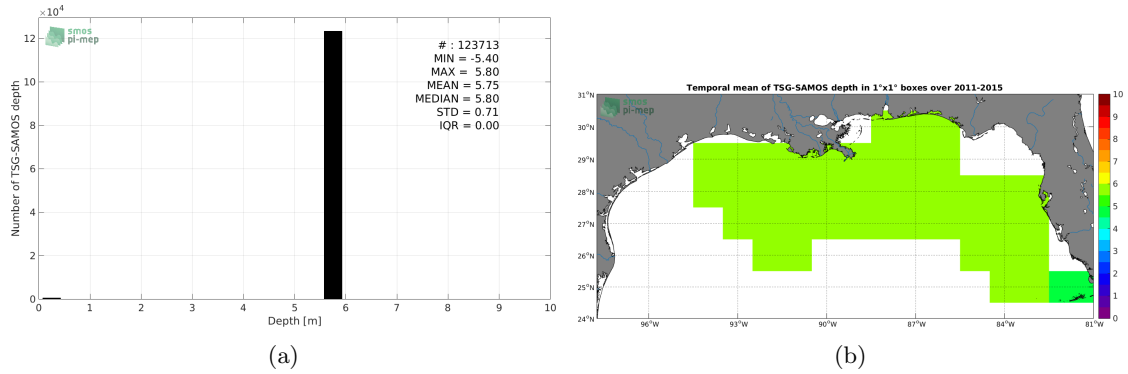 ×10⁴
smos
pi-mep
# : 123713
MIN = -5.40
MAX = 5.80
MEAN = 5.75
MEDIAN = 5.80
STD = 0.71
IQR = 0.00
Number of TSG-SAMOS depth
12
10
8
6
4
2
0
0 1 2 3 4 5 6 7 8 9 10
Depth [m]
(a)
Temporal mean of TSG-SAMOS depth in 1°x1° boxes over 2011-2015
smos
pi-mep
31°N
30°N
29°N
28°N
27°N
26°N
25°N
24°N
96°W 93°W 90°W 87°W 84°W 81°W
10
9
8
7
6
5
4
3
2
1
0
(b)